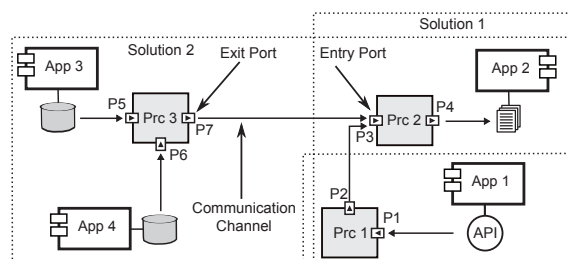 Solution 1
Solution 2
Exit Port
Entry Port
App 3
App 2
P5
Prc 3
P7
P6
P3
Prc 2
P4
App 4
Communication
Channel
P2
Prc 1
P1
App 1
API